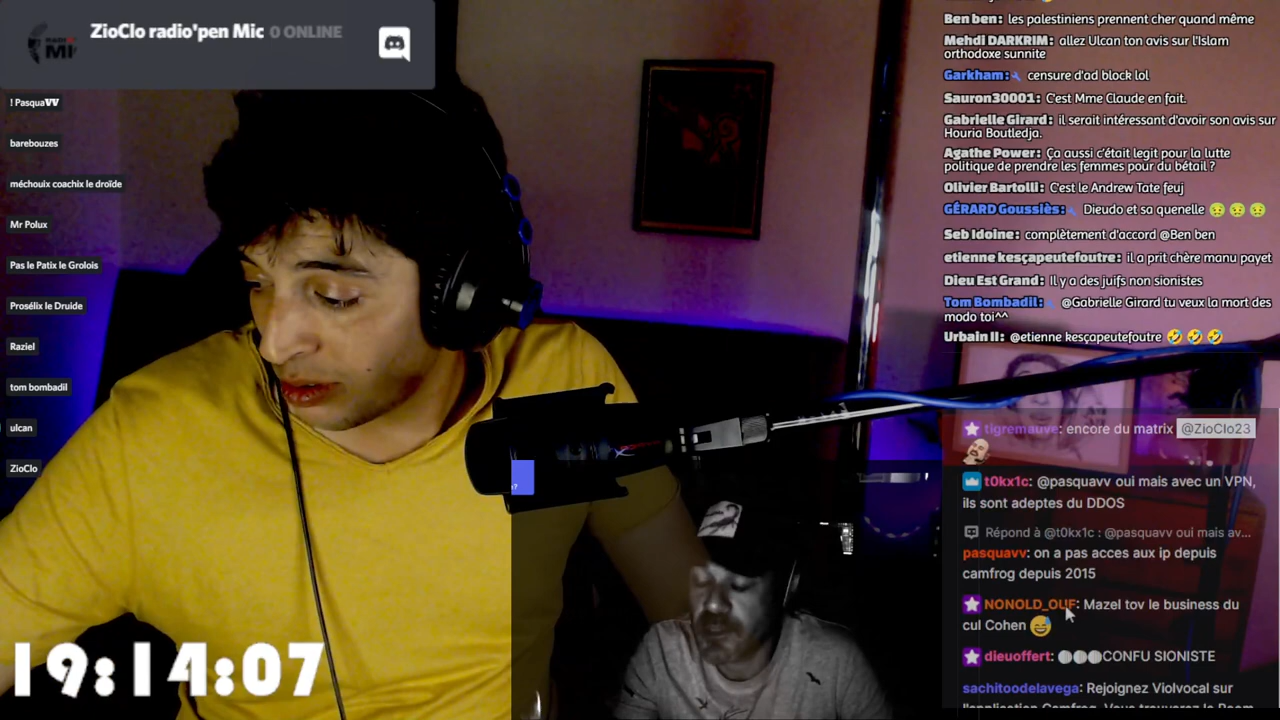 ZioClo radio'pen Mic 0 ONLINE
MI
! PasquaVV
barebouzes
méchouix coachix le droïde
Mr Polux
Pas le Patix le Grolois
Prosélix le Druide
Raziel
tom bombadil
ulcan
ZioClo
19:14:07
Ben ben: les palestiniens prennent cher quand même
Mehdi DARKRIM: allez Ulcan ton avis sur l'Islam
orthodoxe sunnite
Garkham: censure d'ad block lol
Sauron30001: C'est Mme Claude en fait.
Gabrielle Girard: il serait intéressant d'avoir son avis sur
Houria Boutledja.
Agathe Power: Ça aussi c'était legit pour la lutte
politique de prendre les femmes pour du bétail ?
Olivier Bartolli: C'est le Andrew Tate feuj
GÉRARD Goussiès: Dieudo et sa quenelle 🤢 🤢 🤢
Seb Idoine: complètement d'accord @Ben ben
etienne kesçapeutefoutre: il a prit chère manu payet
Dieu Est Grand: Il y a des juifs non sionistes
Tom Bombadil: @Gabrielle Girard tu veux la mort des
modo toi^^
Urbain II: @etienne kesçapeutefoutre 🤣 🤣 🤣
tigremauve: encore du matrix @ZioClo23
t0kx1c: @pasquavv oui mais avec un VPN,
ils sont adeptes du DDOS
Répond à @t0kx1c : @pasquavv oui mais av...
pasquavv: on a pas acces aux ip depuis
camfrog depuis 2015
NONOLD_OUF: Mazel tov le business du
cul Cohen 😅
dieuoffert: CONFU SIONISTE
sachitoodelavega: Rejoignez Violvocal sur
l'application Camfrog. Vous trouverez le Room